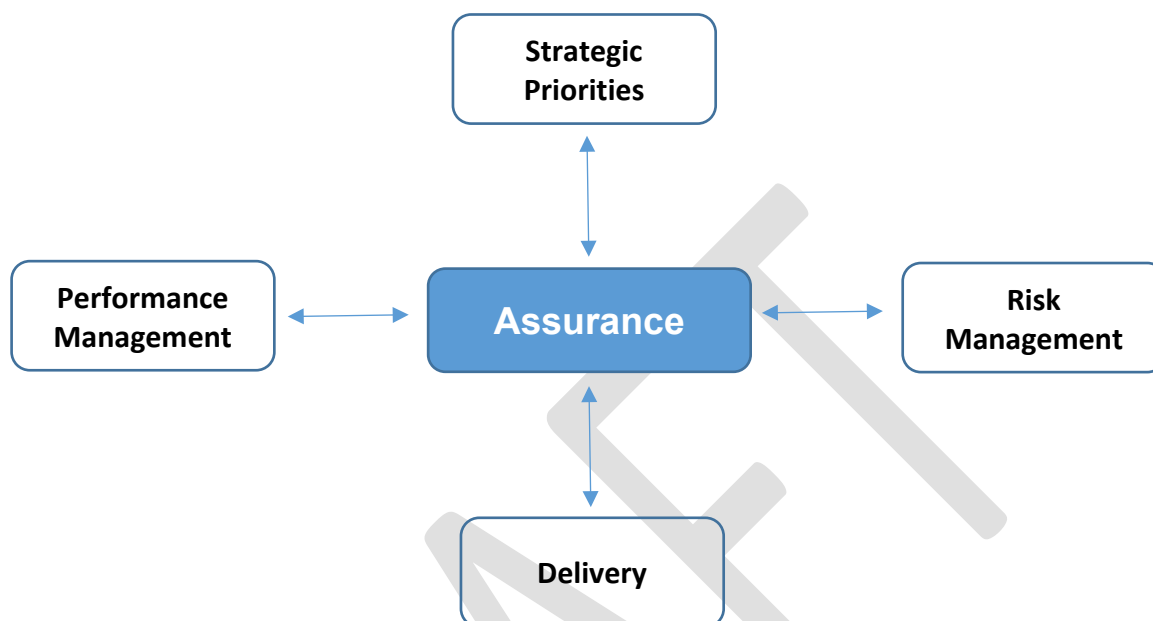 Strategic
Priorities
Performance
Management
Assurance
Risk
Management
Delivery